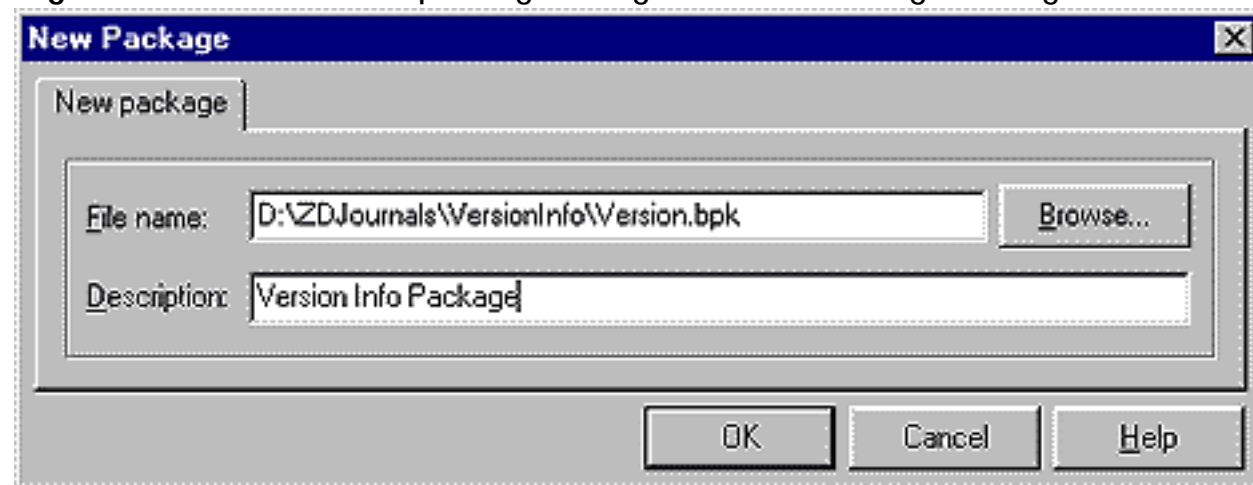 New Package
New package
File name: D:\ZDJournals\VersionInfo\Version.bpk Browse...
Description: Version Info Package
OK Cancel Help